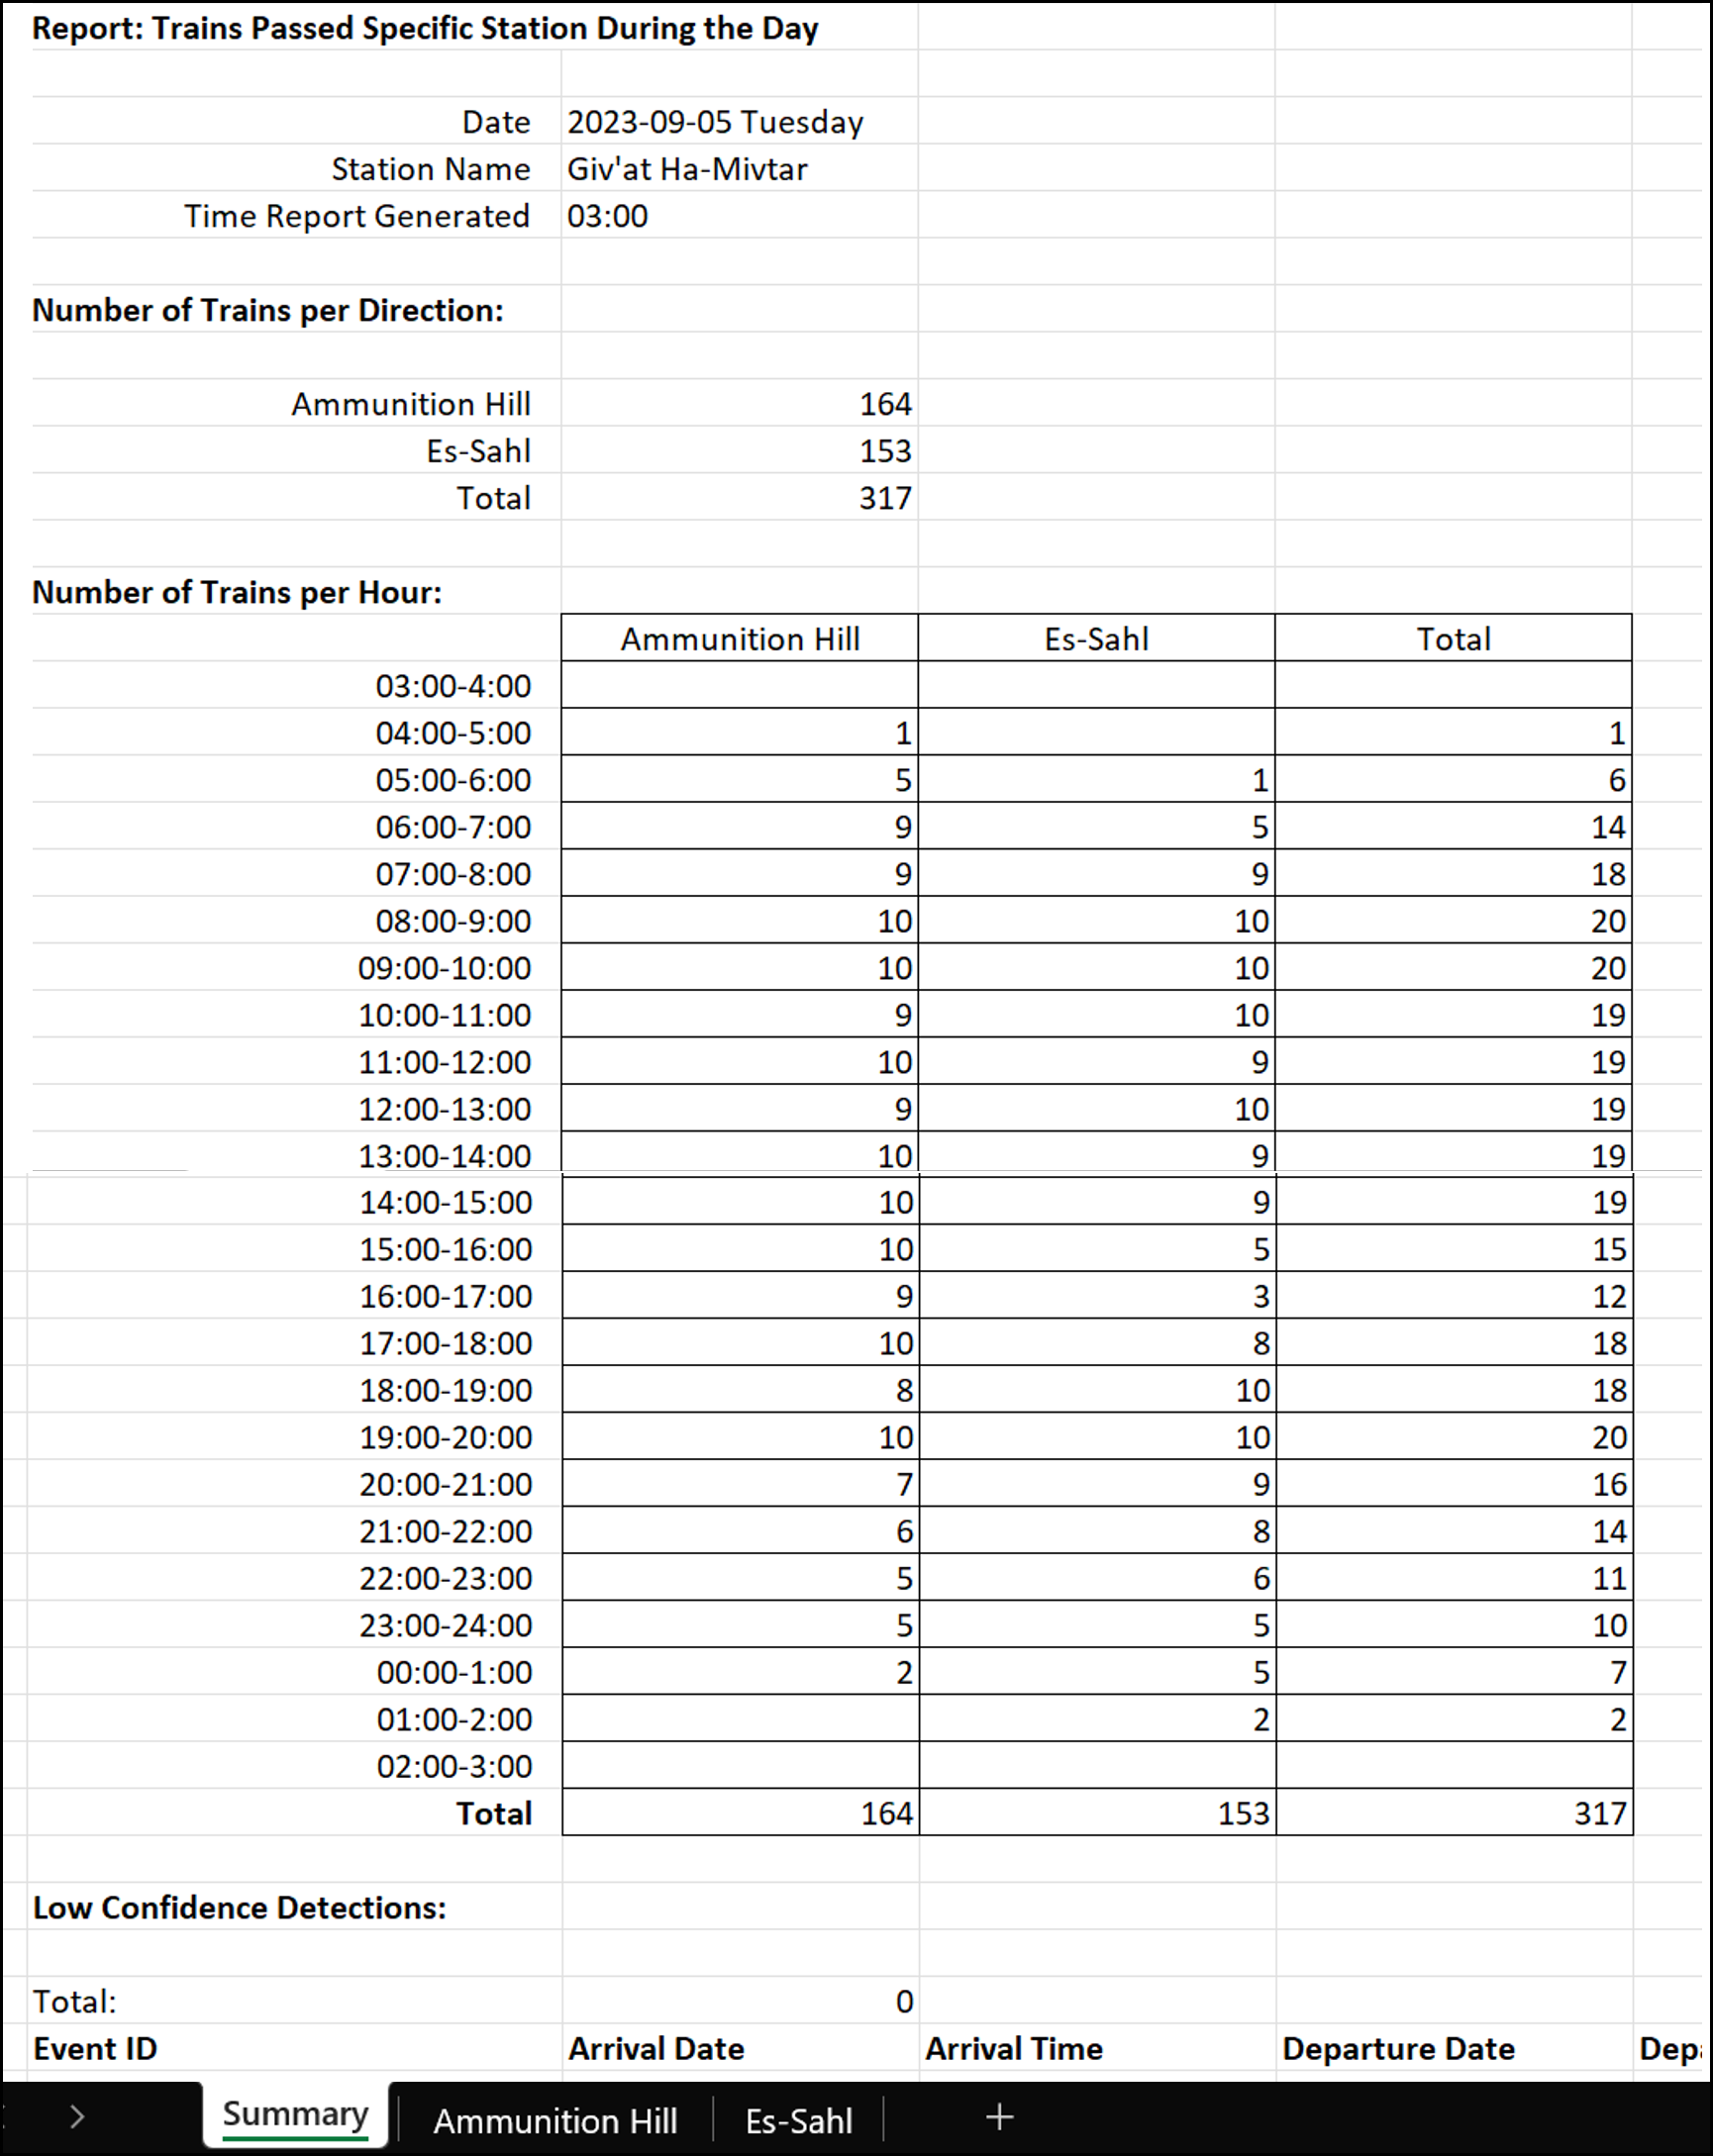 Report: Trains Passed Specific Station During the Day
Date 2023-09-05 Tuesday
Station Name Giv'at Ha-Mivtar
Time Report Generated 03:00
Number of Trains per Direction:
Ammunition Hill 164
Es-Sahl 153
Total 317
Number of Trains per Hour:
Ammunition Hill Es-Sahl Total
03:00-4:00
04:00-5:00 1 1
05:00-6:00 5 1 6
06:00-7:00 9 5 14
07:00-8:00 9 9 18
08:00-9:00 10 10 20
09:00-10:00 10 10 20
10:00-11:00 9 10 19
11:00-12:00 10 9 19
12:00-13:00 9 10 19
13:00-14:00 10 9 19
14:00-15:00 10 9 19
15:00-16:00 10 5 15
16:00-17:00 9 3 12
17:00-18:00 10 8 18
18:00-19:00 8 10 18
19:00-20:00 10 10 20
20:00-21:00 7 9 16
21:00-22:00 6 8 14
22:00-23:00 5 6 11
23:00-24:00 5 5 10
00:00-1:00 2 5 7
01:00-2:00 2 2
02:00-3:00
Total 164 153 317
Low Confidence Detections:
Total: 0
Event ID Arrival Date Arrival Time Departure Date
Summary Ammunition Hill Es-Sahl +